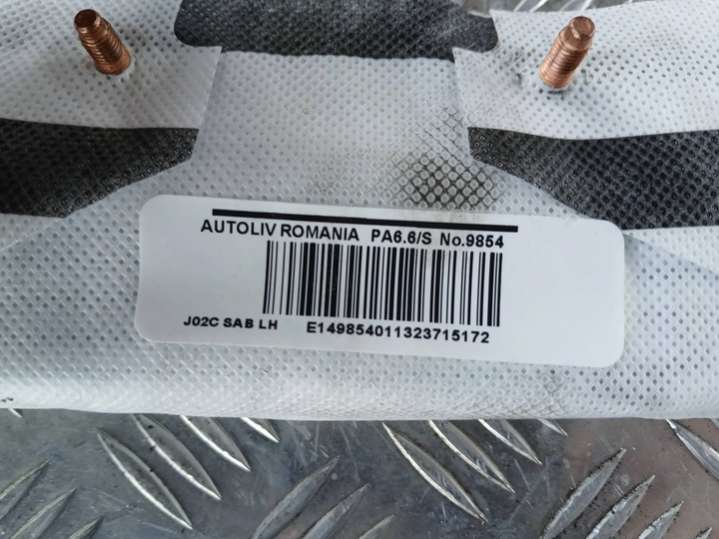 AUTOLIV ROMANIA PA6.6/S No.9854
J02C SAB LH E149854011323715172